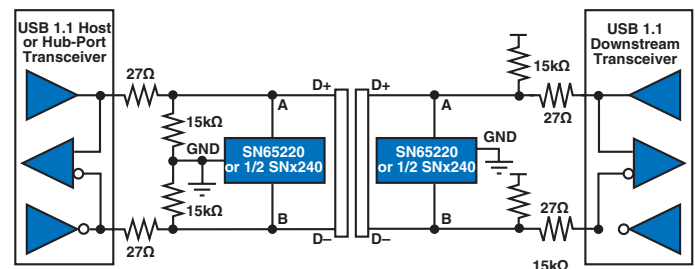 USB 1.1 Host
or Hub-Port
Transceiver
27Ω
15kΩ
GND
15kΩ
27Ω
A
B
D+
D–
SN65220
or 1/2 SNx240
D+
D–
A
B
SN65220
or 1/2 SNx240
GND
15kΩ
27Ω
27Ω
15kΩ
USB 1.1
Downstream
Transceiver